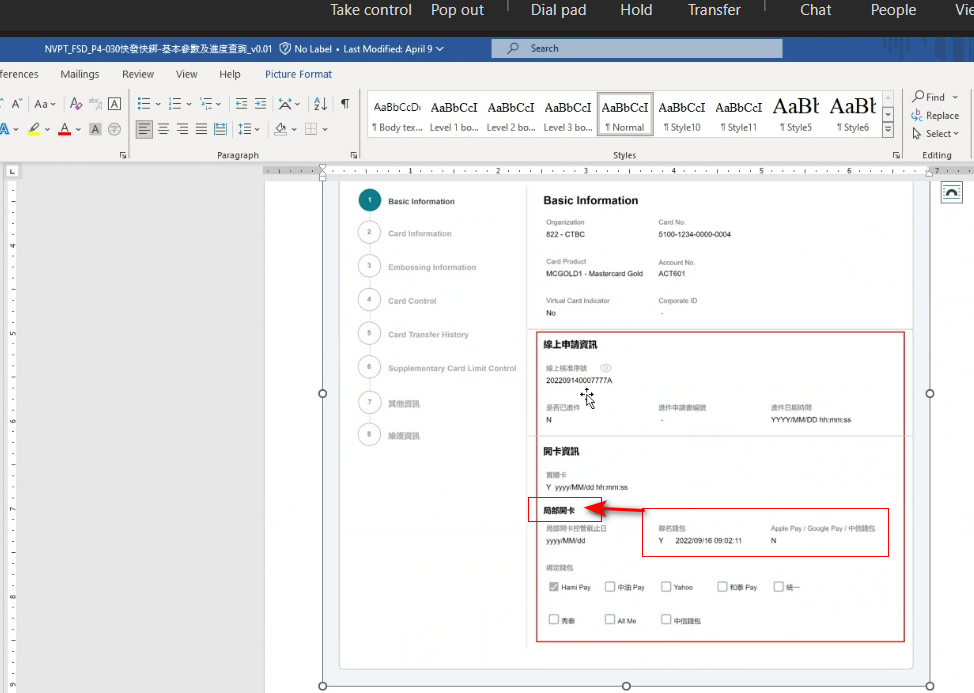 Take control Pop out Dial pad Hold Transfer Chat People Vie
NVPT_FSD_P4-030快發快綁-基本參數及進度查詢_v0.01 No Label • Last Modified: April 9 Search
ferences Mailings Review View Help Picture Format
Aa Find
AaBbCcDc AaBbCcI AaBbCcI AaBbCcI AaBbCcI AaBbCcI AaBbCcI AaBb AaBb
Replace
¶ Body tex... Level 1 bo... Level 2 bo... Level 3 bo... ¶ Normal ¶ Style10 ¶ Style11 ¶ Style5 ¶ Style6
Select
Paragraph Styles Editing
1 2 3 4 5 6 7
1 Basic Information
2 Card Information
3 Embossing Information
4 Card Control
5 Card Transfer History
6 Supplementary Card Limit Control
7 其他資訊
8 維護資訊
Basic Information
Organization Card No.
822 - CTBC 5100-1234-0000-0004
Card Product Account No.
MCGOLD1 - Mastercard Gold ACT601
Virtual Card Indicator Corporate ID
No -
線上申請資訊
線上核准序號
202209140007777A
是否已進件 進件申請書編號 進件日期時間
N - YYYY/MM/DD hh:mm:ss
開卡資訊
實體卡
Y yyyy/MM/dd hh:mm:ss
局部開卡
局部開卡控管截止日 聯名錢包 Apple Pay / Google Pay / 中信錢包
yyyy/MM/dd Y 2022/09/16 09:02:11 N
綁定錢包
Hami Pay 中油 Pay Yahoo 和泰 Pay 統一
秀泰 All Me 中信錢包